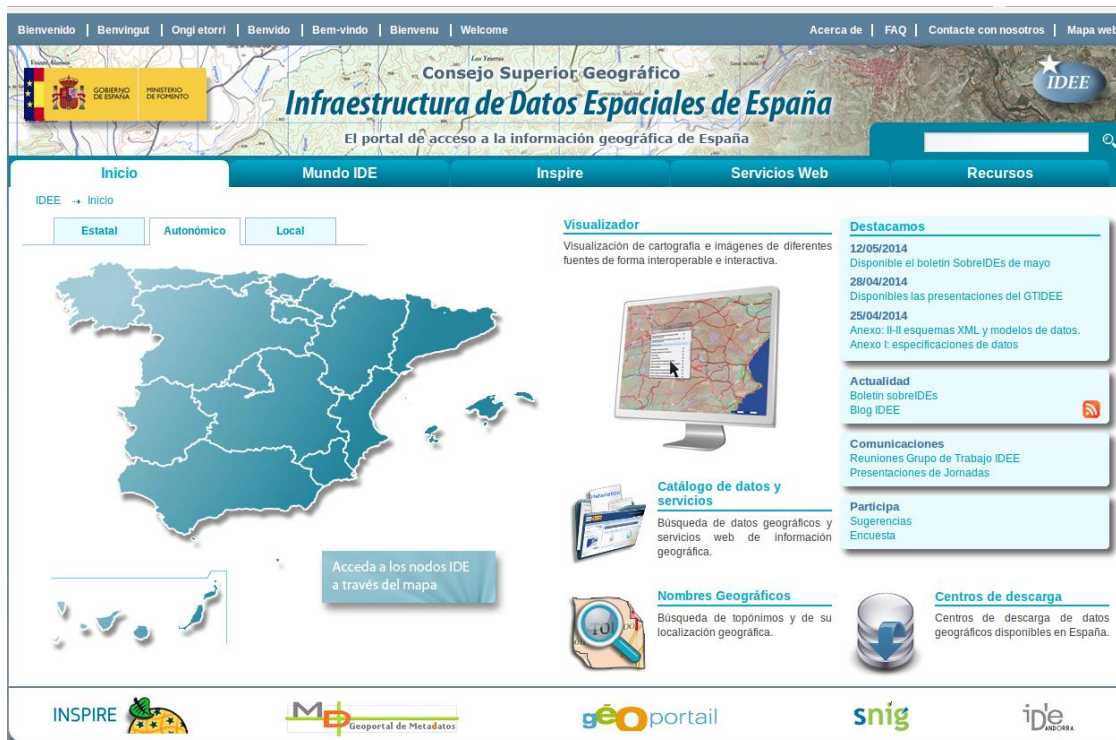 Bienvenido | Benvingut | Ongi etorri | Benvido | Bem-vindo | Bienvenu | Welcome
Acerca de | FAQ | Contacte con nosotros | Mapa web
GOBIERNO DE ESPAÑA
MINISTERIO DE FOMENTO
Consejo Superior Geográfico
Infraestructura de Datos Espaciales de España
El portal de acceso a la información geográfica de España
IDEE
Inicio
Mundo IDE
Inspire
Servicios Web
Recursos
IDEE ⇢ Inicio
Estatal
Autonómico
Local
Acceda a los nodos IDE
a través del mapa
Visualizador
Visualización de cartografía e imágenes de diferentes
fuentes de forma interoperable e interactiva.
Catálogo de datos y
servicios
Búsqueda de datos geográficos y
servicios web de información
geográfica.
Nombres Geográficos
Búsqueda de topónimos y de su
localización geográfica.
Centros de descarga
Centros de descarga de datos
geográficos disponibles en España.
Destacamos
12/05/2014
Disponible el boletín SobreIDEs de mayo
28/04/2014
Disponibles las presentaciones del GTIDEE
25/04/2014
Anexo: II-II esquemas XML y modelos de datos.
Anexo I: especificaciones de datos
Actualidad
Boletin sobreIDEs
Blog IDEE
Comunicaciones
Reuniones Grupo de Trabajo IDEE
Presentaciones de Jornadas
Participa
Sugerencias
Encuesta
INSPIRE
MD Geoportal de Metadatos
géoportail
snig
iDe ANDORRA